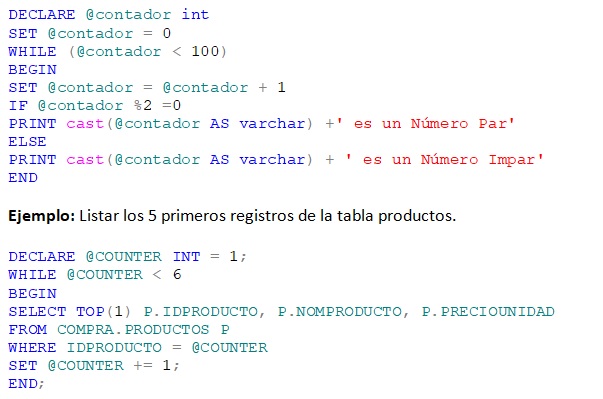 DECLARE @contador int
SET @contador = 0
WHILE (@contador < 100)
BEGIN
SET @contador =@contador + 1
IF @contador %2 =0
PRINT cast(@contador AS varchar) +' es un Número Par'
ELSE
PRINT cast(@contador AS varchar) + ' es un Número Impar'
END
Ejemplo: Listar los 5 primeros registros de la tabla productos.
DECLARE @COUNTER INT = 1;
WHILE @COUNTER < 6
BEGIN
SELECT TOP(1) P.IDPRODUCTO, P.NOMPRODUCTO, P.PRECIOUNIDAD
FROM COMPRA.PRODUCTOS P
WHERE IDPRODUCTO = @COUNTER
SET @COUNTER += 1;
END;